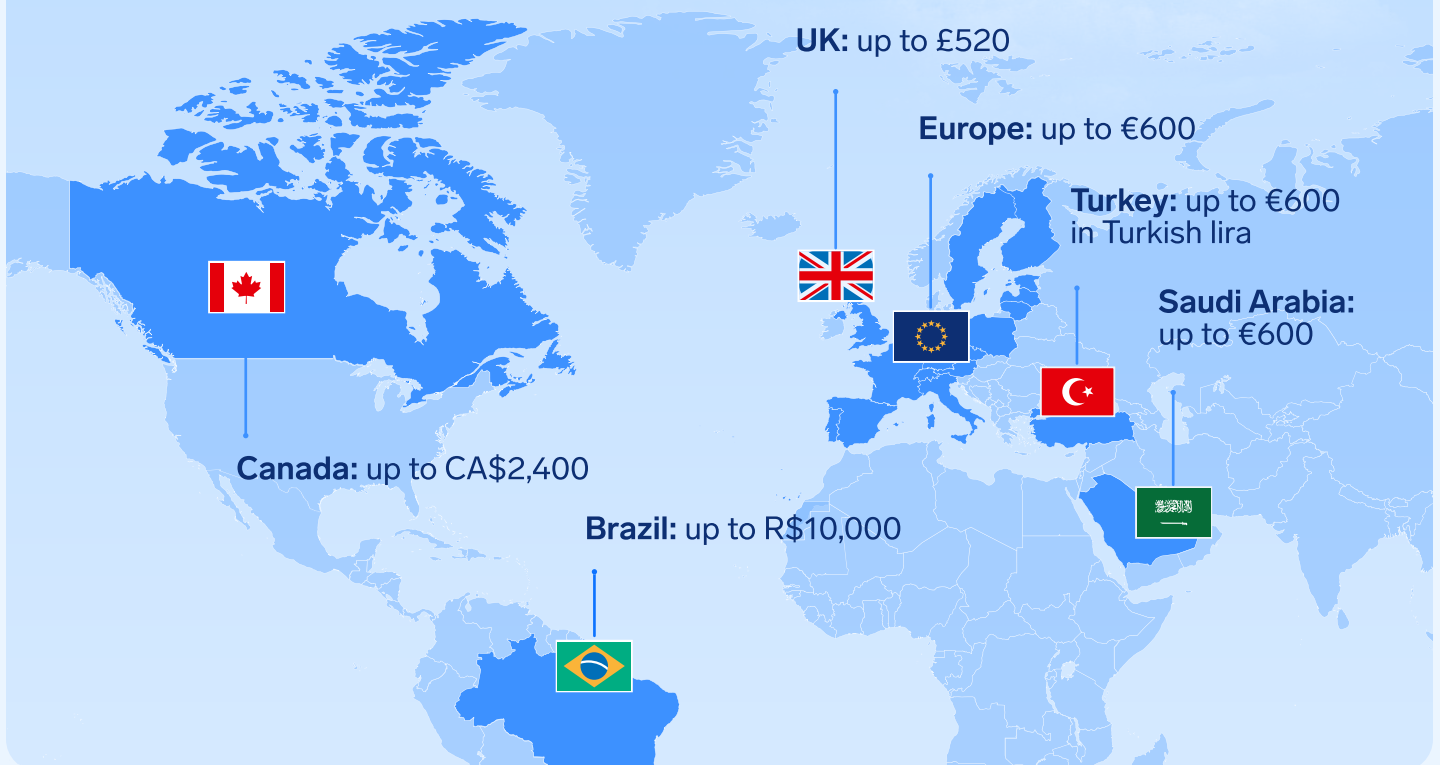 UK: up to £520
Europe: up to €600
Turkey: up to €600
in Turkish lira
Saudi Arabia:
up to €600
Canada: up to CA$2,400
Brazil: up to R$10,000